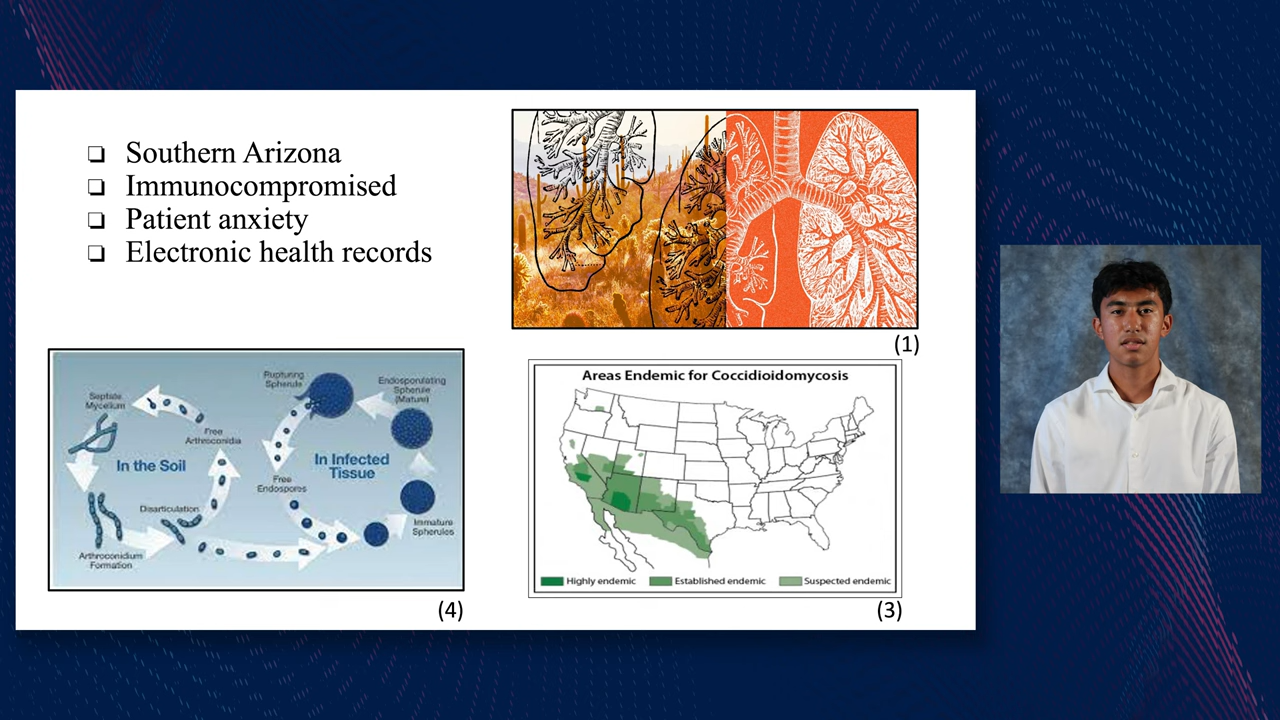 Southern Arizona
Immunocompromised
Patient anxiety
Electronic health records
(1)
Septate
Mycelium
Free
Arthroconidia
In the Soil
Disarticulation
Arthroconidium
Formation
Rupturing
Spherule
Endosporulating
Spherule
(Mature)
In Infected
Tissue
Free
Endospores
Immature
Spherules
(4)
Areas Endemic for Coccidioidomycosis
Highly endemic
Established endemic
Suspected endemic
(3)